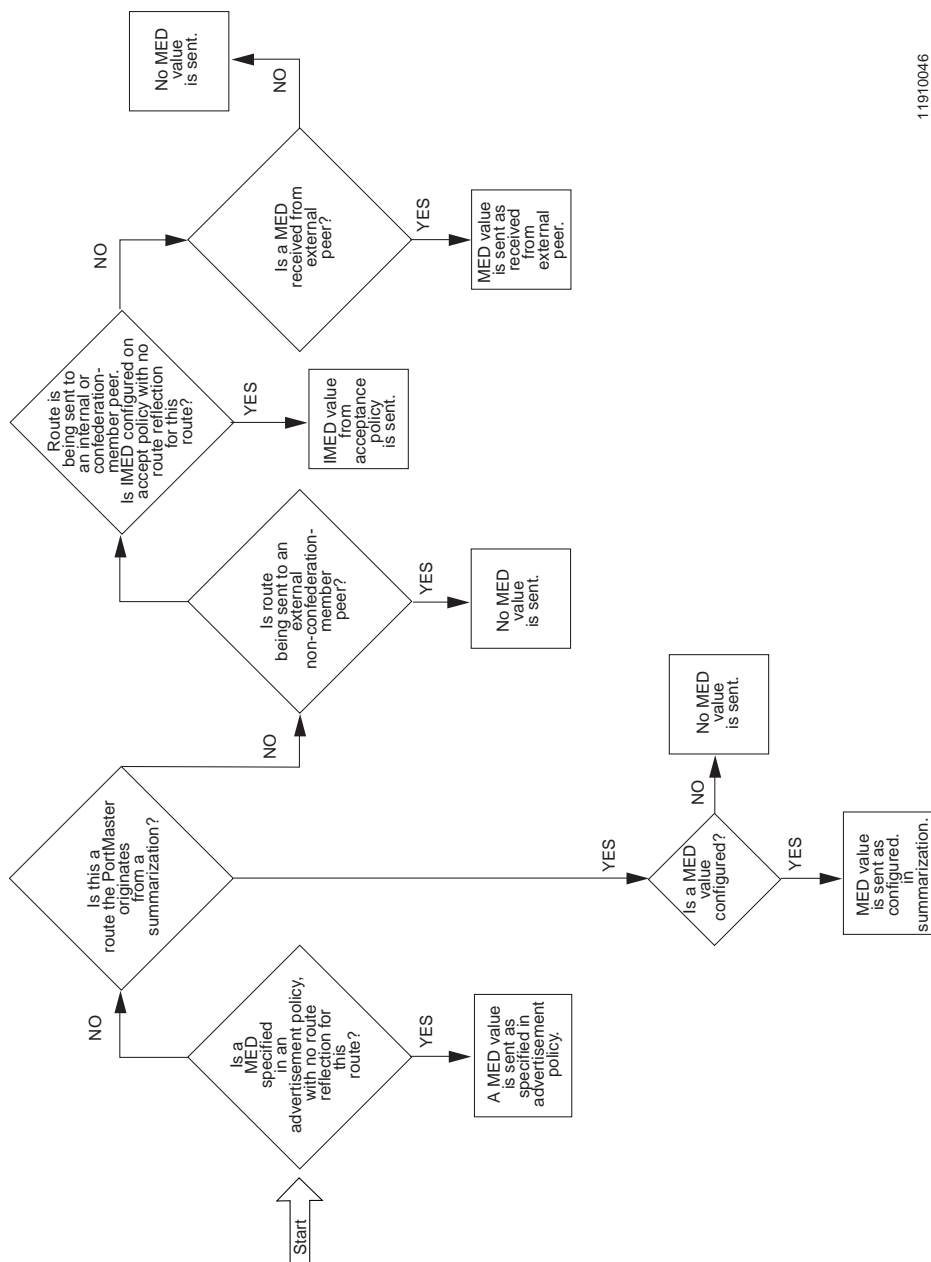 Start
Is a
MED
specified
in an
advertisement policy,
with no route
reflection for
this
route?
YES
A MED value
is sent as
specified in
advertisement
policy.
NO
Is this a
route the PortMaster
originates
from a
summarization?
YES
Is a MED
value
configured?
YES
MED value
is sent as
configured.
in
summarization.
NO
No MED
value
is sent.
NO
Is route
being sent to an
external
non-confederation-
member
peer?
YES
No MED
value
is sent.
Route is
being sent to
an internal or
confederation-
member peer.
Is IMED configured on
accept policy with no
route reflection
for this
route?
YES
IMED value
from
acceptance
policy
is sent.
NO
Is a MED
received from
external
peer?
YES
MED value
is sent as
received
from
external
peer.
NO
No MED
value
is sent.
11910046